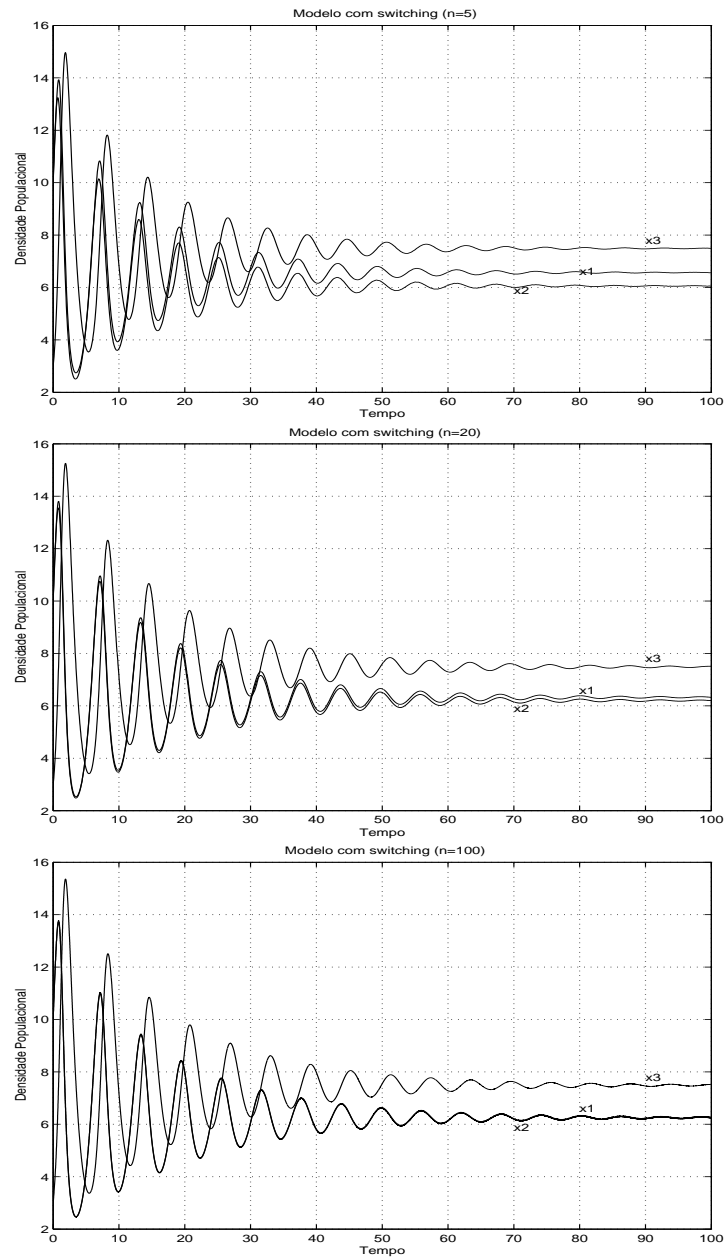 Modelo com switching (n=5)
16
14
12
10
8
6
4
2
Densidade Populacional
x3
x1
x2
0 10 20 30 40 50 60 70 80 90 100
Tempo
Modelo com switching (n=20)
16
14
12
10
8
6
4
2
Densidade Populacional
x3
x1
x2
0 10 20 30 40 50 60 70 80 90 100
Tempo
Modelo com switching (n=100)
16
14
12
10
8
6
4
2
Densidade Populacional
x3
x1
x2
0 10 20 30 40 50 60 70 80 90 100
Tempo